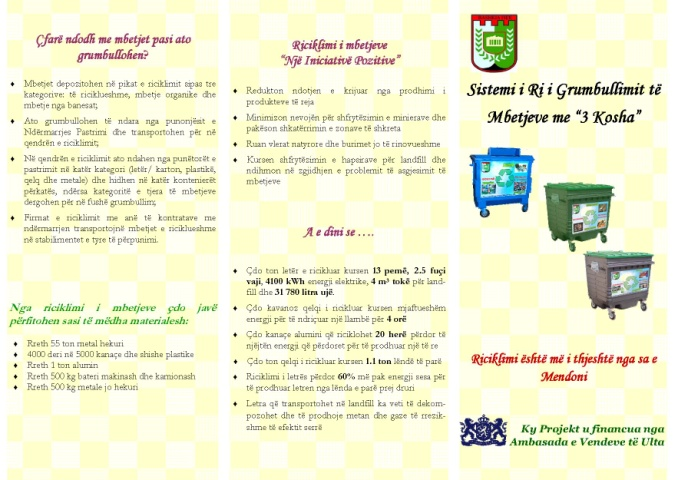 Çfarë ndodh me mbetjet pasi ato
grumbullohen?
Mbetjet depozitohen në pikat e riciklimit sipas tre
kategorive: të riciklueshme, mbetje organike dhe
mbetje nga banesat;
Ato grumbullohen të ndara nga punonjësit e
Ndërmarrjes Pastrimi dhe transportohen për në
qendrën e riciklimit;
Në qendrën e riciklimit ato ndahen nga punëtorët e
pastrimit në katër kategori (letër/ karton, plastikë,
qelq dhe metale) dhe hidhen në katër kontenierët
përkatës, ndërsa kategoritë e tjera të mbetjeve
dërgohen për në fushë grumbullim;
Firmat e riciklimit me anë të kontratave me
ndërmarrjen transportojnë mbetjet e riciklueshme
në stabilimentet e tyre të përpunimi.
Nga riciklimi i mbetjeve çdo javë
përfitohen sasi të mëdha materialesh:
Rreth 55 ton metal hekuri
4000 deri në 5000 kanaçe dhe shishe plastike
Rreth 1 ton alumin
Rreth 500 kg bateri makinash dhe kamionash
Rreth 500 kg metale jo hekuri
Riciklimi i mbetjeve
“Një Iniciativë Pozitive”
Redukton ndotjen e krijuar nga prodhimi i
produkteve të reja
Minimizon nevojën për shfrytëzimin e minierave dhe
pakëson shkatërrimin e zonave të shkreta
Ruan vlerat natyrore dhe burimet jo të rinovueshme
Kursen shfrytëzimin e hapsirave për landfill dhe
ndihmon në zgjidhjen e problemit të asgjesimit të
mbetjeve
A e dini se ….
Çdo ton letër e ricikluar kursen 13 pemë, 2.5 fuçi
vaji, 4100 kWh energji elektrike, 4 m³ tokë për land-
fill dhe 31 780 litra ujë.
Çdo kavanoz qelqi i ricikluar kursen mjaftueshëm
energji për të ndriçuar një llambë për 4 orë
Çdo kanaçe alumini që riciklohet 20 herë përdor të
njëjtën energji që përdoret për të prodhuar një të re
Çdo ton qelqi i ricikluar kursen 1.1 ton lëndë të parë
Riciklimi i letrës përdor 60% më pak energji sesa për
të prodhuar letren nga lënda e parë prej druri
Letra që transportohet në landfill ka veti të dekom-
pozohet dhe të prodhoje metan dhe gaze të rrezik-
shme të efektit serrë
Sistemi i Ri i Grumbullimit të
Mbetjeve me “3 Kosha”
Riciklimi është më i thjeshtë nga sa e
Mendoni
Ky Projekt u financua nga
Ambasada e Vendeve të Ulta